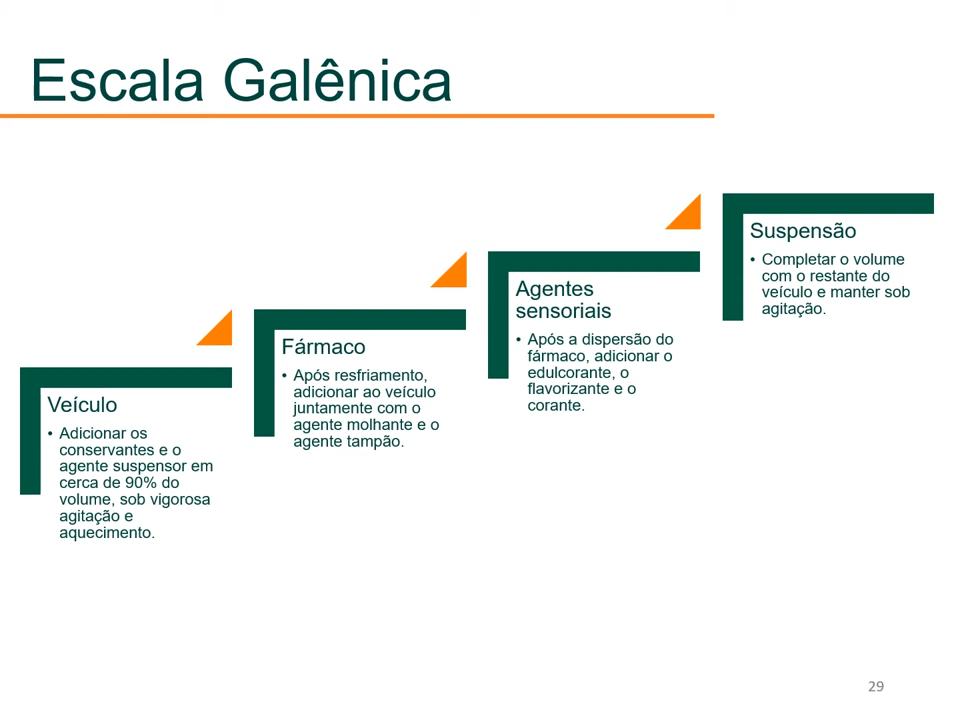 Escala Galênica
Veículo
• Adicionar os
conservantes e o
agente suspensor em
cerca de 90% do
volume, sob vigorosa
agitação e
aquecimento.
Fármaco
• Após resfriamento,
adicionar ao veículo
juntamente com o
agente molhante e o
agente tampão.
Agentes
sensoriais
• Após a dispersão do
fármaco, adicionar o
edulcorante, o
flavorizante e o
corante.
Suspensão
• Completar o volume
com o restante do
veículo e manter sob
agitação.
29